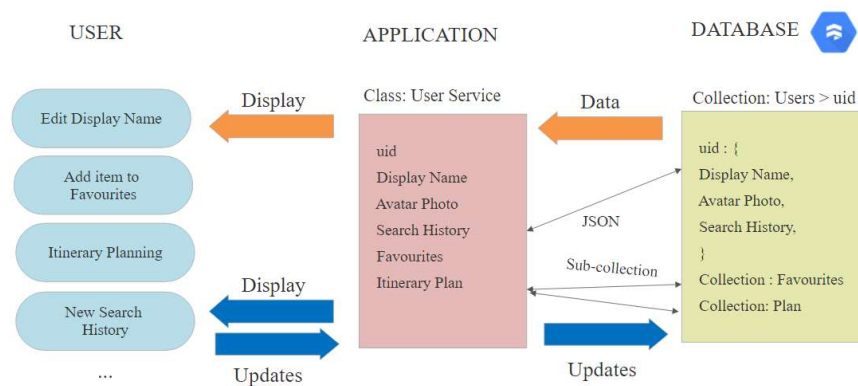 USER
APPLICATION
DATABASE
Edit Display Name
Add item to
Favourites
Itinerary Planning
New Search
History
...
Display
Display
Updates
Class: User Service
uid
Display Name
Avatar Photo
Search History
Favourites
Itinerary Plan
Data
JSON
Sub-collection
Updates
Collection: Users > uid
uid : {
Display Name,
Avatar Photo,
Search History,
}
Collection : Favourites
Collection: Plan